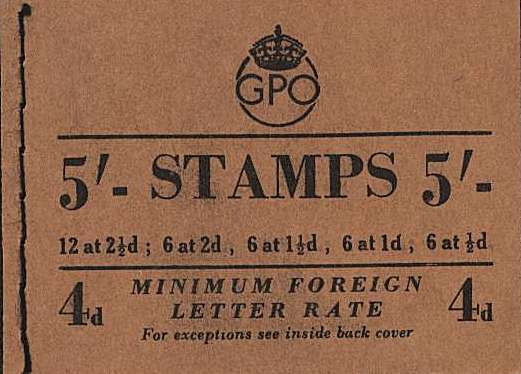 GPO
5/- STAMPS 5/-
12 at 2½d ; 6 at 2d , 6 at 1½d , 6 at 1d , 6 at ½d
4d MINIMUM FOREIGN 4d
LETTER RATE
For exceptions see inside back cover